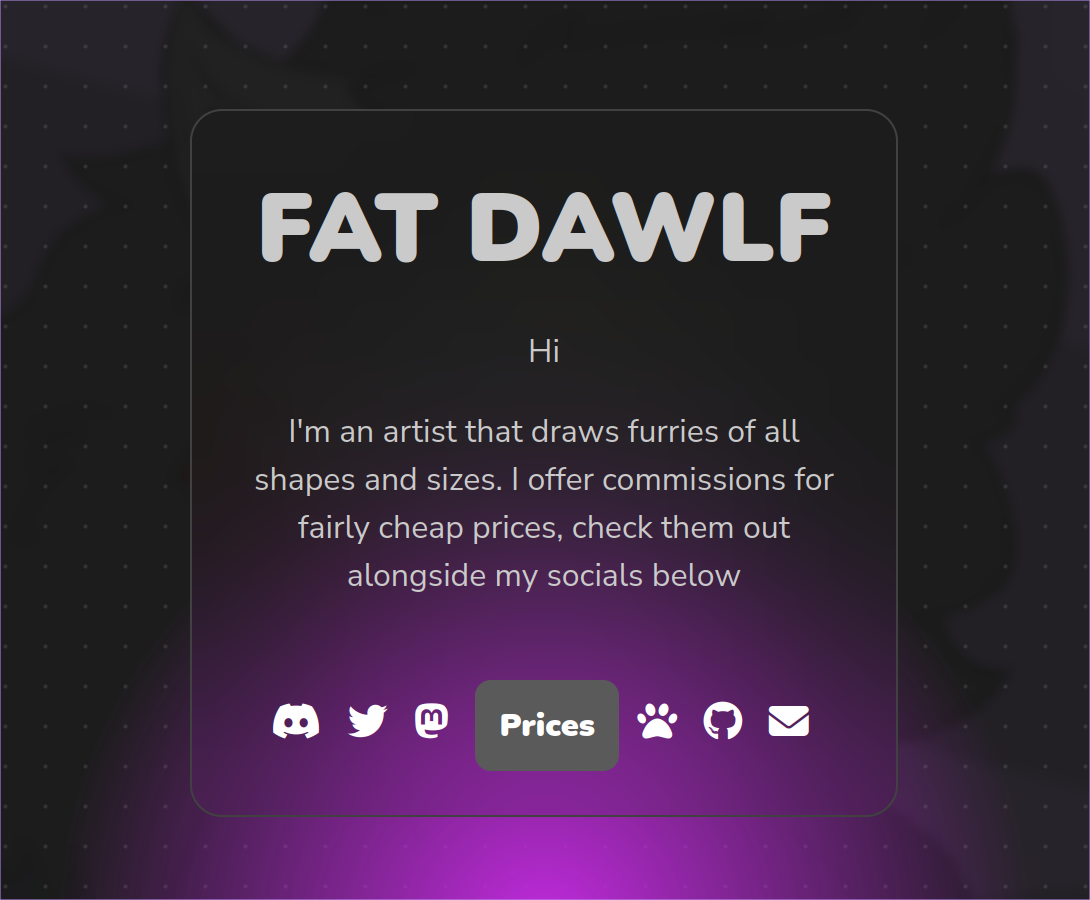 FAT DAWLF
Hi
I'm an artist that draws furries of all
shapes and sizes. I offer commissions for
fairly cheap prices, check them out
alongside my socials below
Prices